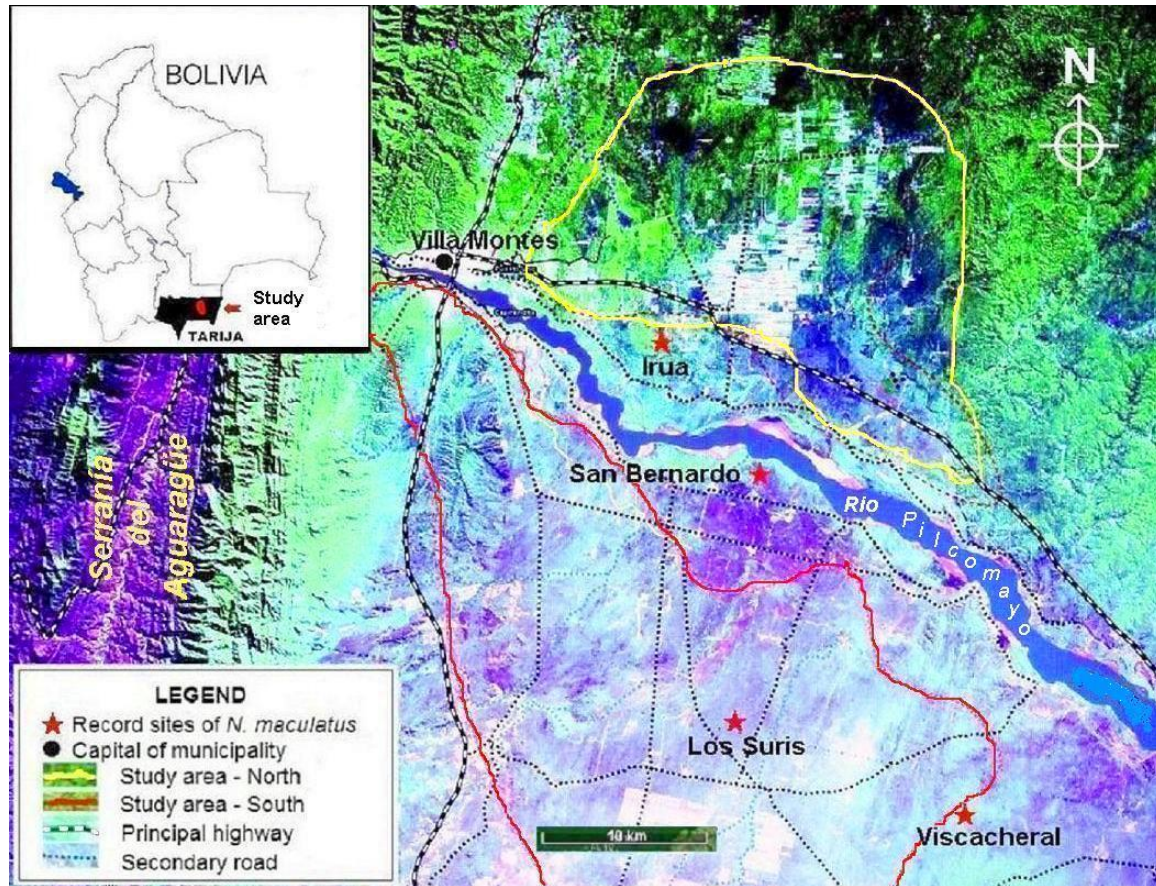 BOLIVIA
Study
area
TARIJA
N
Villa Montes
Irua
San Bernardo
Río Pilcomayo
Serranía
del
Aguaragüe
Los Suris
Viscacheral
10 km
LEGEND
Record sites of N. maculatus
Capital of municipality
Study area - North
Study area - South
Principal highway
Secondary road